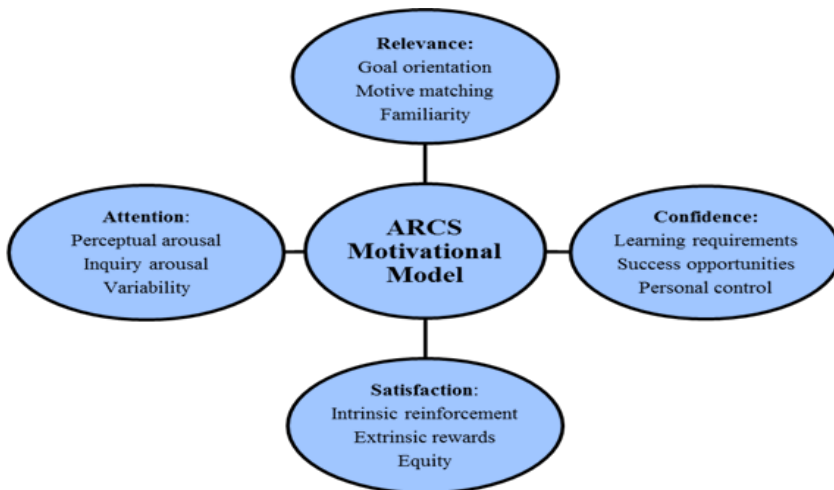 Relevance:
Goal orientation
Motive matching
Familiarity
Attention:
Perceptual arousal
Inquiry arousal
Variability
ARCS
Motivational
Model
Confidence:
Learning requirements
Success opportunities
Personal control
Satisfaction:
Intrinsic reinforcement
Extrinsic rewards
Equity